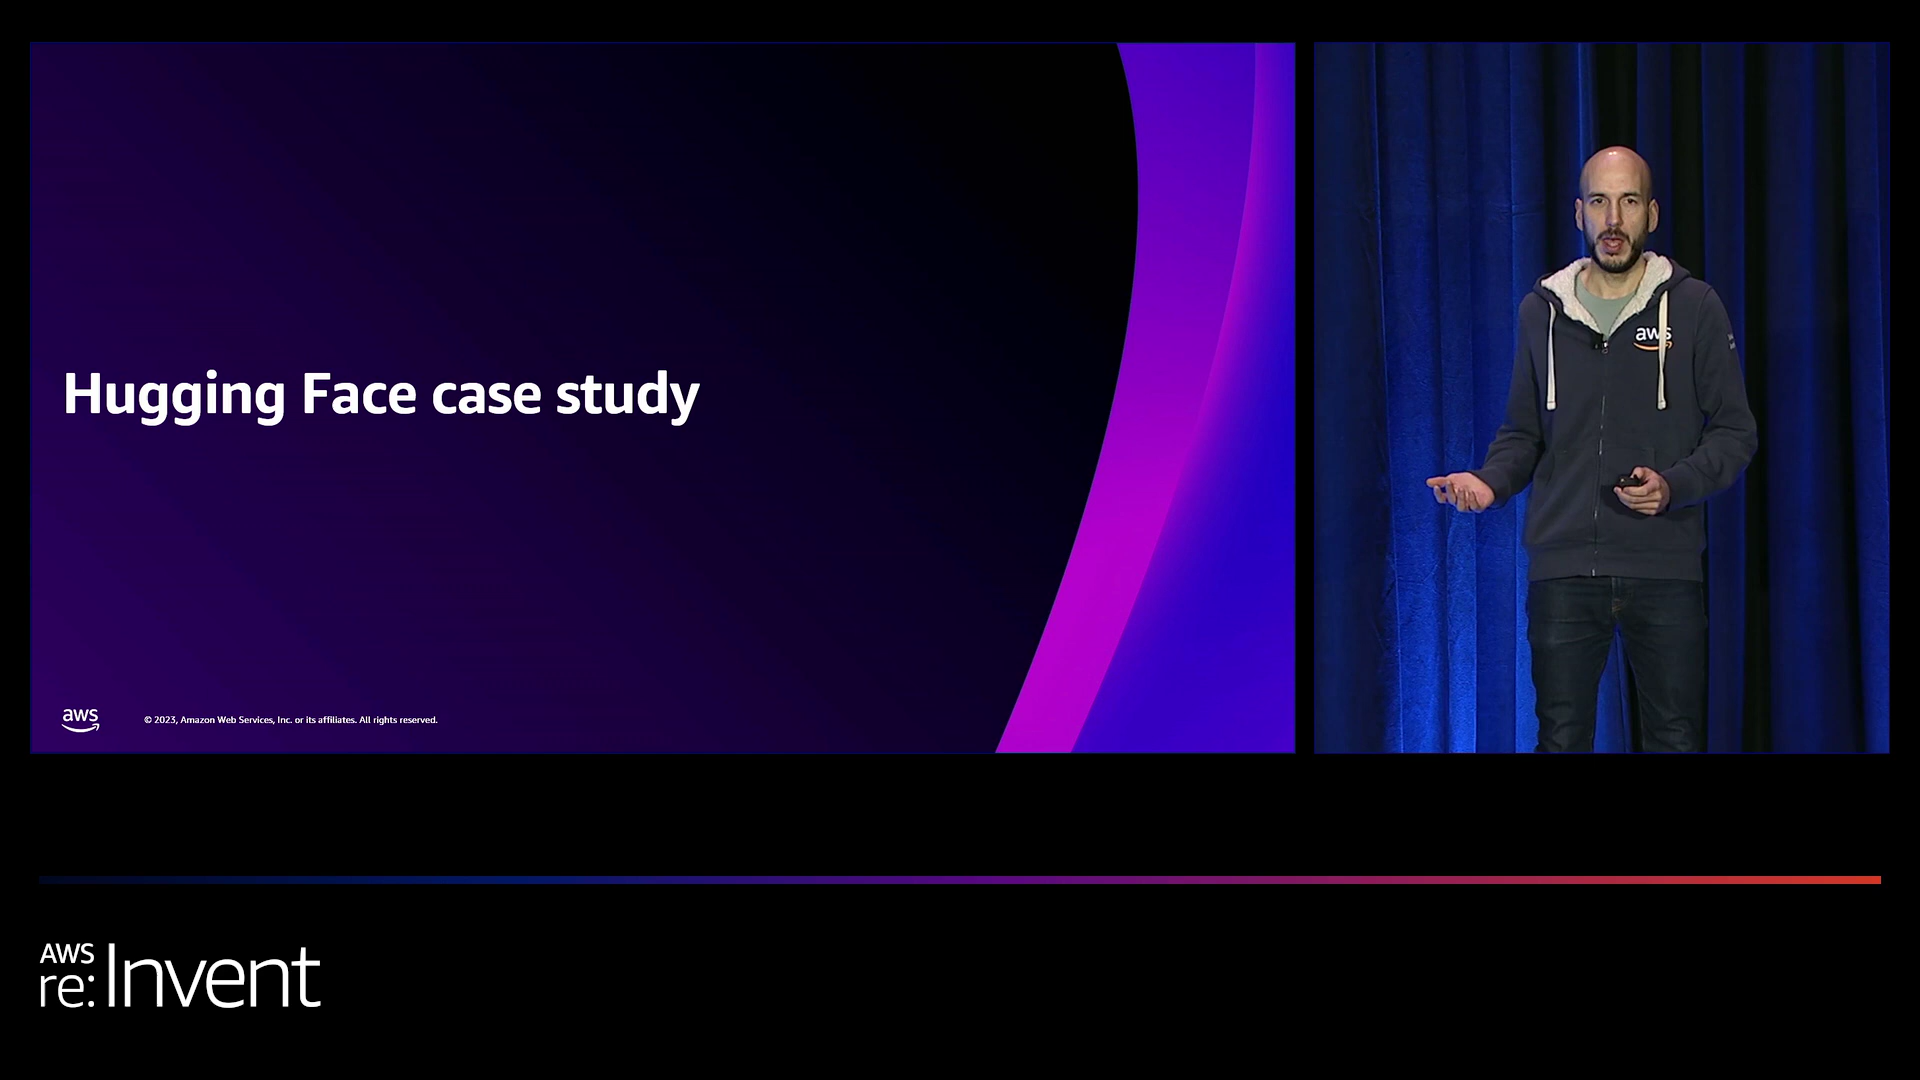 Hugging Face case study
aws
© 2023, Amazon Web Services, Inc. or its affiliates. All rights reserved.
aws
AWS
re:Invent